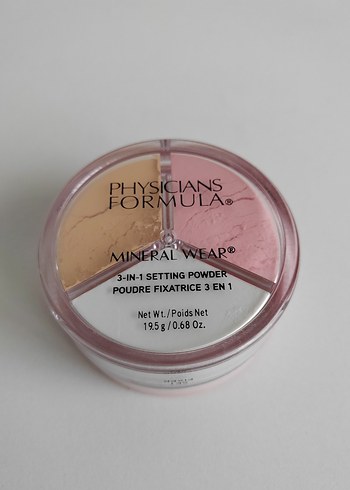 PHYSICIANS
FORMULA®
MINERAL WEAR®
3-IN-1 SETTING POWDER
POUDRE FIXATRICE 3 EN 1
Net Wt./Poids Net
19.5 g / 0.68 Oz.